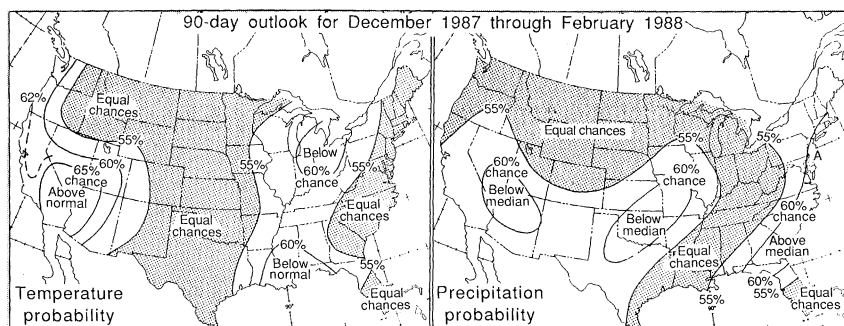 90-day outlook for December 1987 through February 1988
62%
Equal
chances
55%
60%
65%
chance
Above
normal
55%
Below
60%
chance
55%
Equal
chances
Equal
chances
60%
Below
normal
55%
Equal
chances
Temperature
probability
55%
Equal chances
55%
55%
A
60%
chance
Below
median
60%
chance
Below
median
60%
chance
Above
median
Equal
chances
55%
90°
60%
55%
Equal
chances
Precipitation
probability